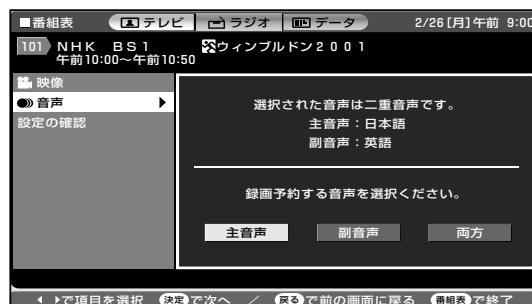 ■番組表 テレビ ラジオ データ 2/26[月]午前 9:00
101 NHK BS1 ウィンブルドン2001
午前10:00～午前10:50
映像
音声
設定の確認
選択された音声は二重音声です。
主音声：日本語
副音声：英語
録画予約する音声を選択ください。
主音声 副音声 両方
で項目を選択 決定で次へ ／ 戻るで前の画面に戻る 番組表で終了